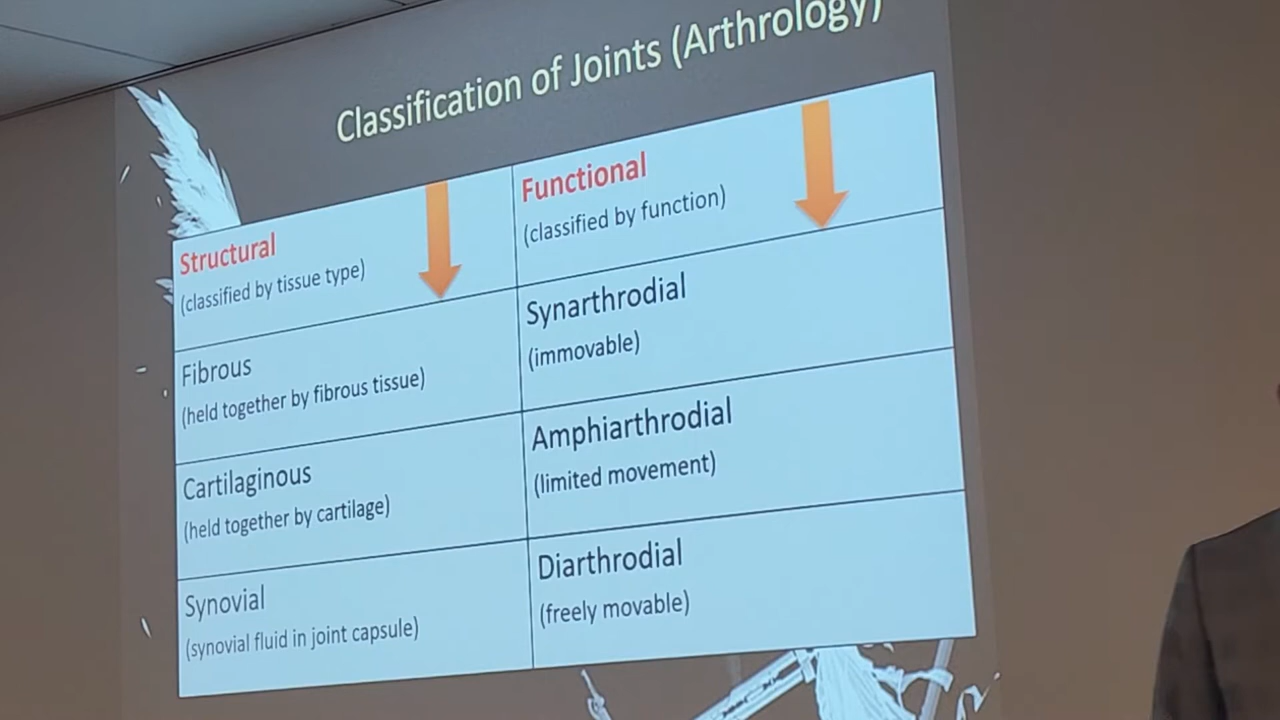 Classification of Joints (Arthrology)
Structural
(classified by tissue type)
Functional
(classified by function)
Fibrous
(held together by fibrous tissue)
Synarthrodial
(immovable)
Cartilaginous
(held together by cartilage)
Amphiarthrodial
(limited movement)
Synovial
(synovial fluid in joint capsule)
Diarthrodial
(freely movable)